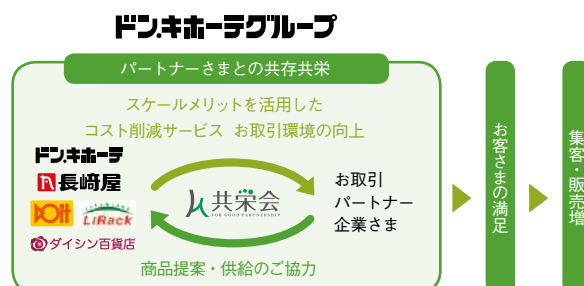 ドン.キホーテグループ
パートナーさまとの共存共栄
スケールメリットを活用した
コスト削減サービス お取引環境の向上
ドン.キホーテ
長崎屋
Doit
LiRack
ダイシン百貨店
共栄会
FOR GOOD PARTNERSHIP
お取引
パートナー
企業さま
商品提案・供給のご協力
お客さまの満足
集客・販売増